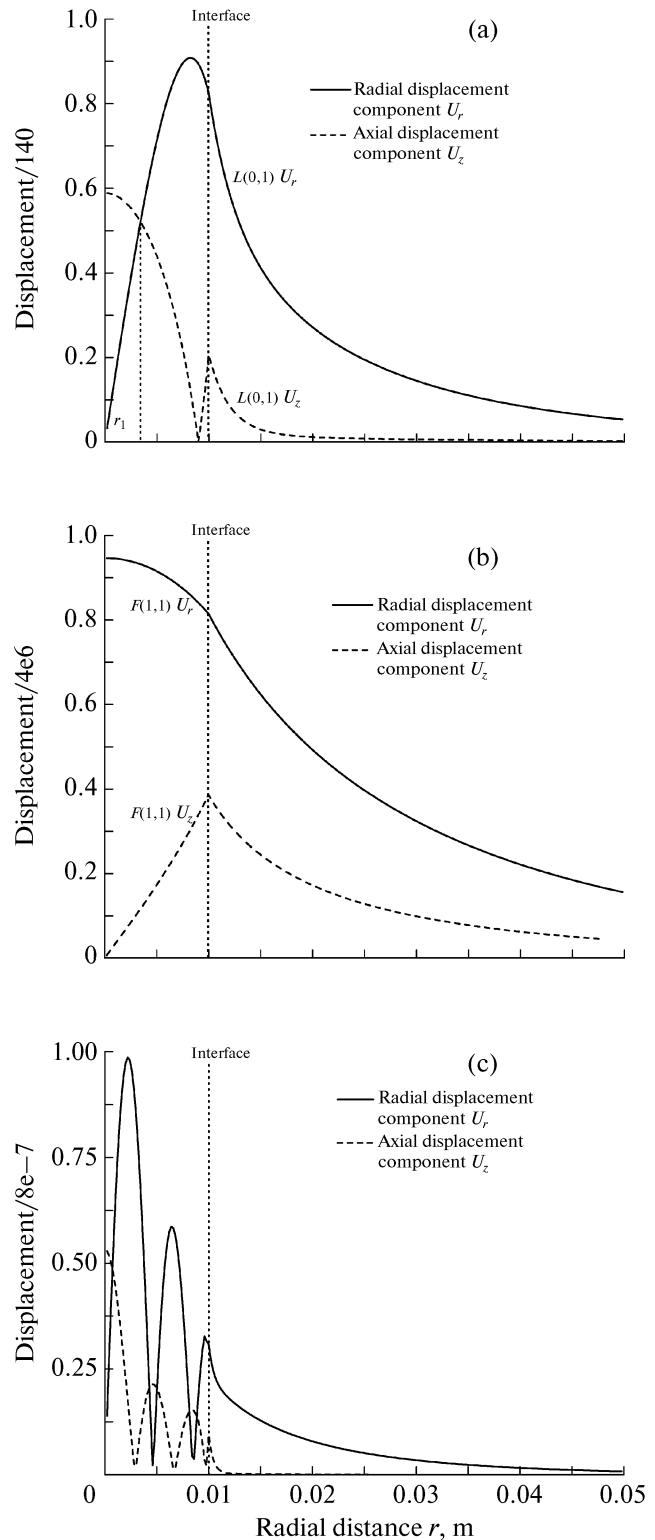 Interface
(a)
1.0
0.8
0.6
0.4
0.2
0
Displacement/140
Radial displacement
component U_r
Axial displacement
component U_z
L(0,1) U_r
L(0,1) U_z
r_1
Interface
(b)
1.0
0.8
0.6
0.4
0.2
0
Displacement/4e6
Radial displacement
component U_r
Axial displacement
component U_z
F(1,1) U_r
F(1,1) U_z
Interface
(c)
1.00
0.75
0.50
0.25
Displacement/8e−7
Radial displacement
component U_r
Axial displacement
component U_z
0 0.01 0.02 0.03 0.04 0.05
Radial distance r, m